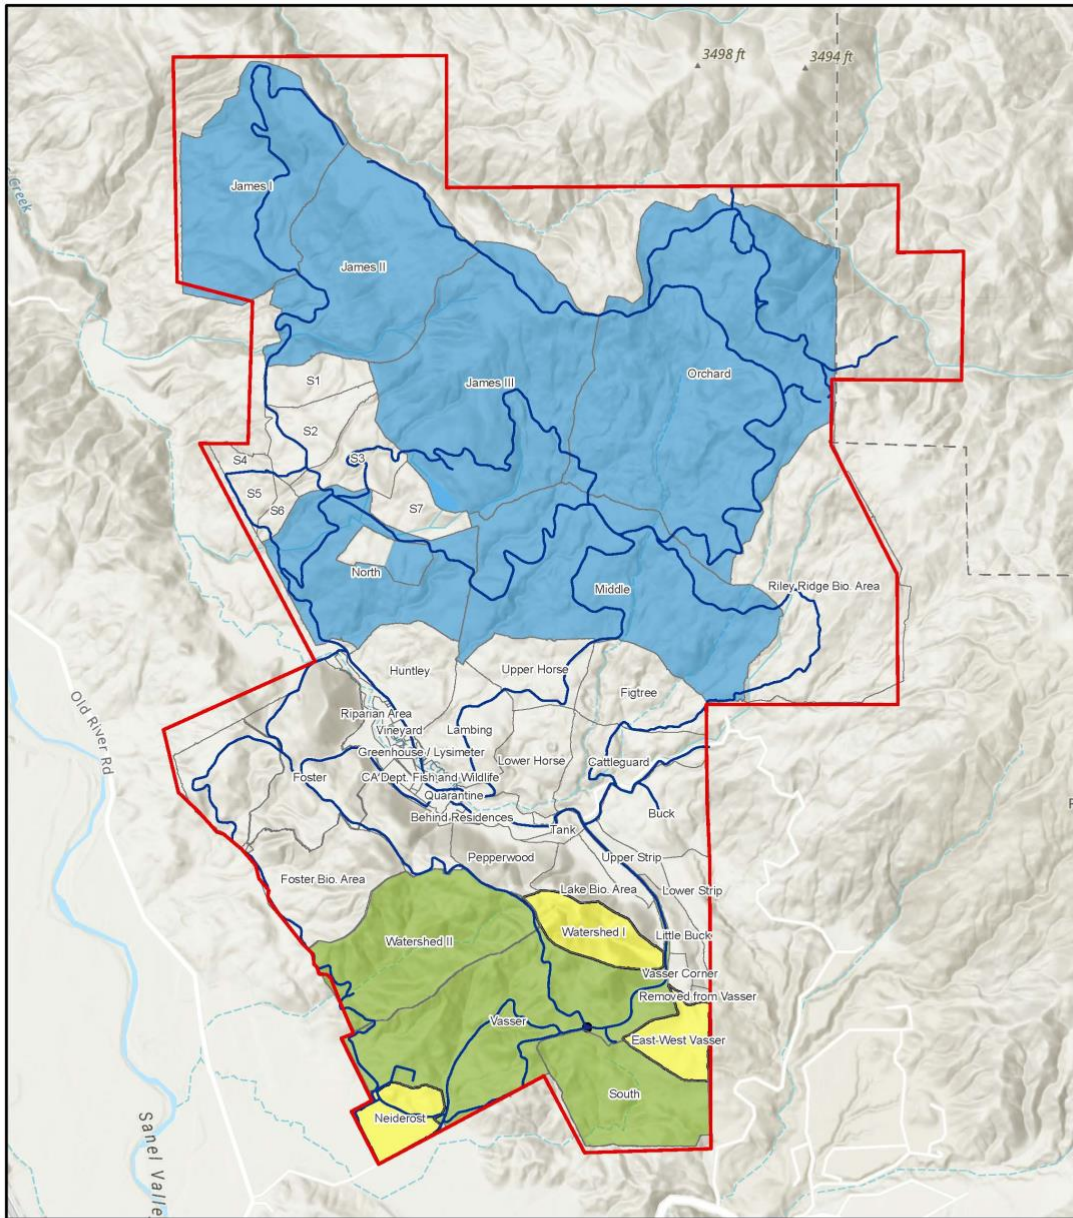 3498 ft
3494 ft
Creek
James I
James II
James III
Orchard
S1
S2
S3
S4
S5
S6
S7
North
Middle
Riley Ridge Bio. Area
Huntley
Upper Horse
Figtree
Old River Rd
Riparian Area
Vineyard
Lambing
Greenhouse / Lysimeter
Lower Horse
Cattleguard
Foster
CA Dept. Fish and Wildlife
Quarantine
Buck
Behind Residences
Tank
Pepperwood
Upper Strip
Foster Bio. Area
Lake Bio. Area
Lower Strip
Watershed II
Watershed I
Little Buck
Vasser Corner
Removed from Vasser
Vasser
East-West Vasser
South
Neiderost
Sanel Valle